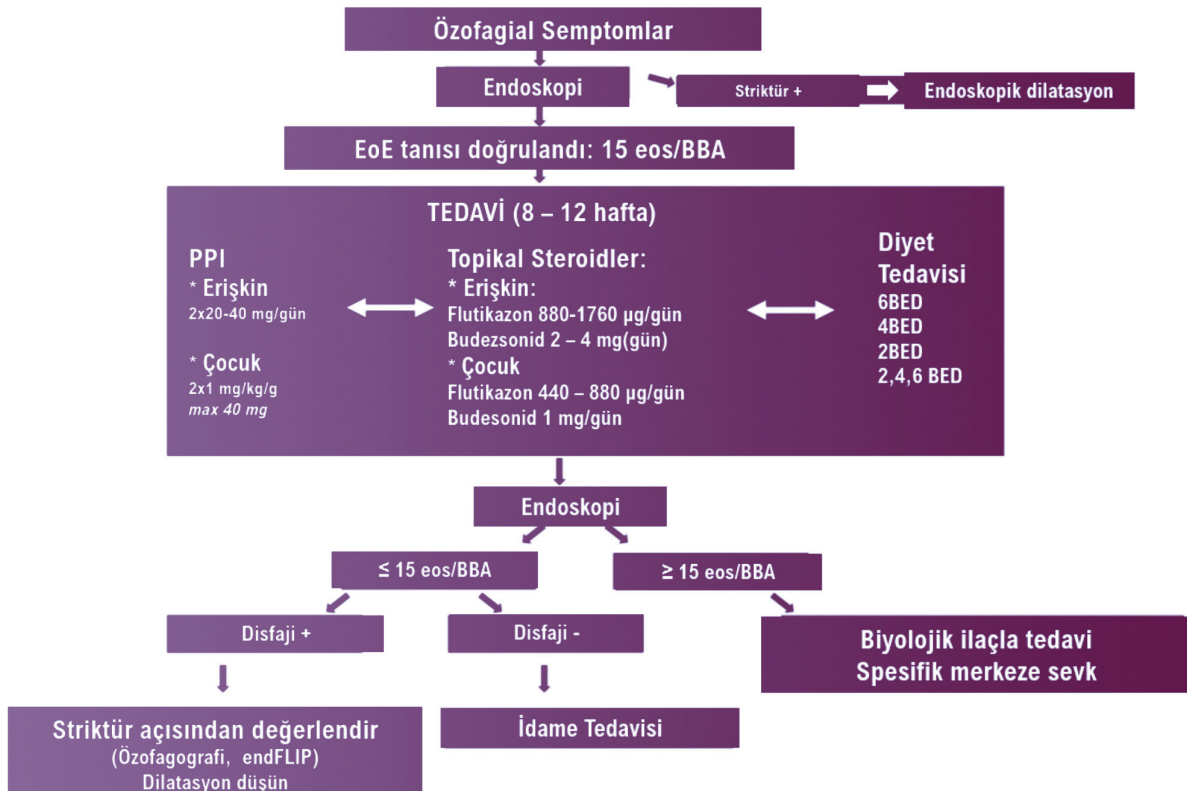 Özofagial Semptomlar
Endoskopi
Striktür +
Endoskopik dilatasyon
EoE tanısı doğrulandı: 15 eos/BBA
TEDAVİ (8 – 12 hafta)
PPI
* Erişkin
2x20-40 mg/gün
* Çocuk
2x1 mg/kg/g
max 40 mg
Topikal Steroidler:
* Erişkin:
Flutikazon 880-1760 µg/gün
Budezsonid 2 – 4 mg(gün)
* Çocuk
Flutikazon 440 – 880 µg/gün
Budesonid 1 mg/gün
Diyet
Tedavisi
6BED
4BED
2BED
2,4,6 BED
Endoskopi
≤ 15 eos/BBA
≥ 15 eos/BBA
Disfaji +
Disfaji -
Biyolojik ilaçla tedavi
Spesifik merkeze sevk
Striktür açısından değerlendir
(Özofagografi, endFLIP)
Dilatasyon düşün
İdame Tedavisi